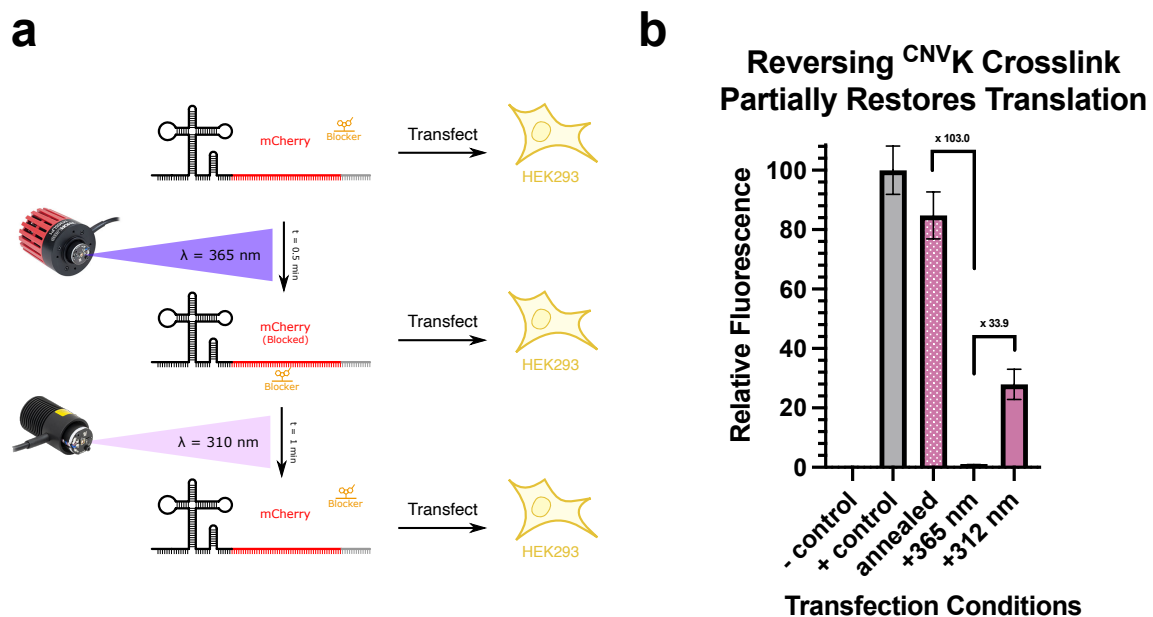 a
mCherry
Blocker
Transfect
HEK293
λ = 365 nm
t = 0.5 min
mCherry
(Blocked)
Blocker
Transfect
HEK293
λ = 310 nm
t = 1 min
mCherry
Blocker
Transfect
HEK293
b
Reversing CNVK Crosslink
Partially Restores Translation
x 103.0
x 33.9
Relative Fluorescence
100
80
60
40
20
0
- control
+ control
annealed
+365 nm
+312 nm
Transfection Conditions